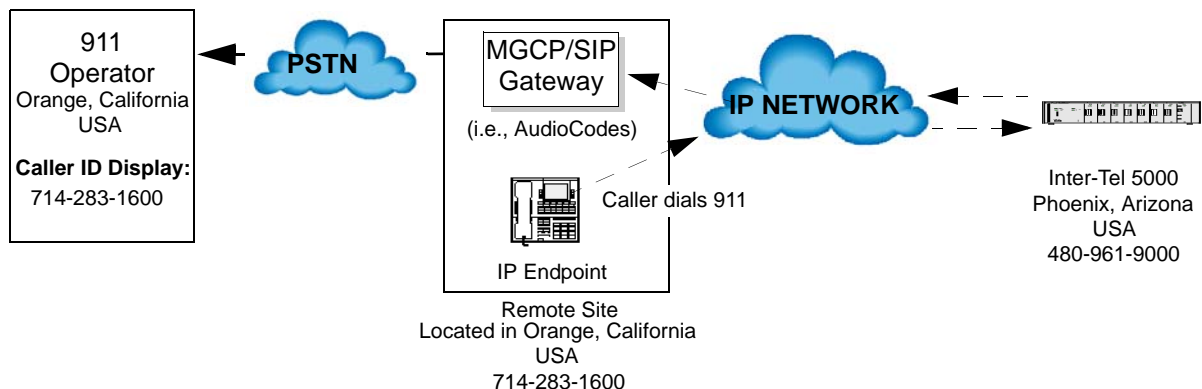 911
Operator
Orange, California
USA
Caller ID Display:
714-283-1600
PSTN
MGCP/SIP
Gateway
(i.e., AudioCodes)
IP NETWORK
Caller dials 911
IP Endpoint
Remote Site
Located in Orange, California
USA
714-283-1600
Inter-Tel 5000
Phoenix, Arizona
USA
480-961-9000